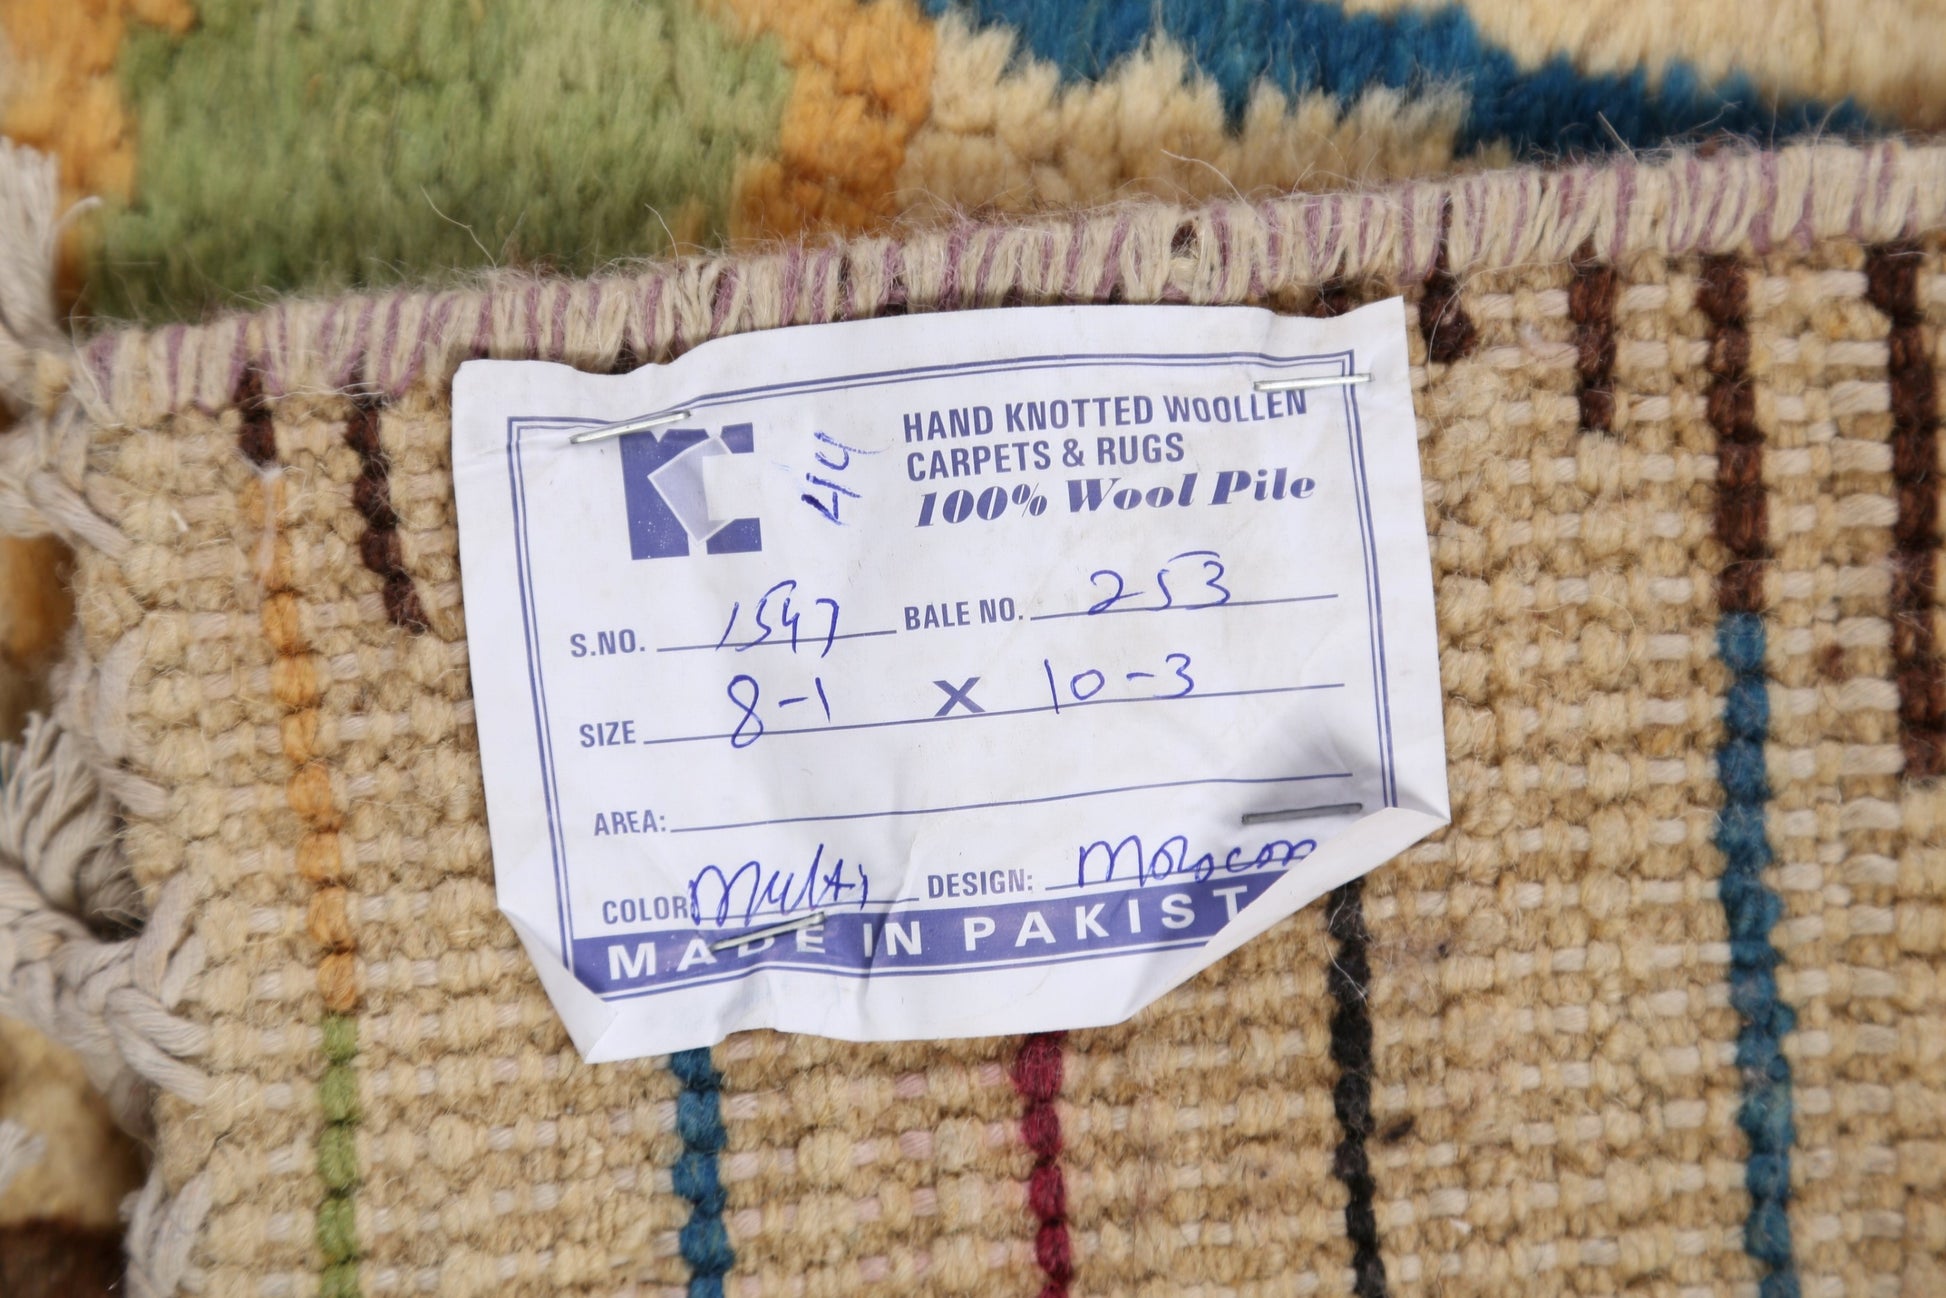 HAND KNOTTED WOOLLEN
CARPETS & RUGS
100% Wool Pile
S.NO. 1547 BALE NO. 253
SIZE 8-1 X 10-3
AREA:
COLOR Multi DESIGN: Morocon
MADE IN PAKIST